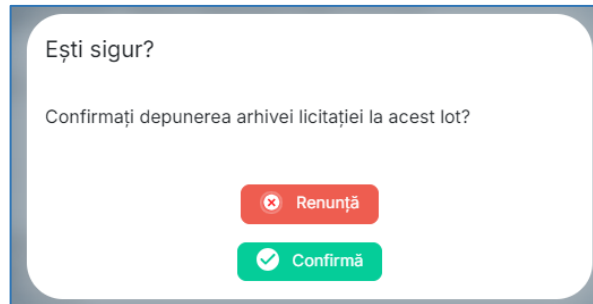 Ești sigur?
Confirmați depunerea arhivei licitației la acest lot?
Renunță
Confirmă